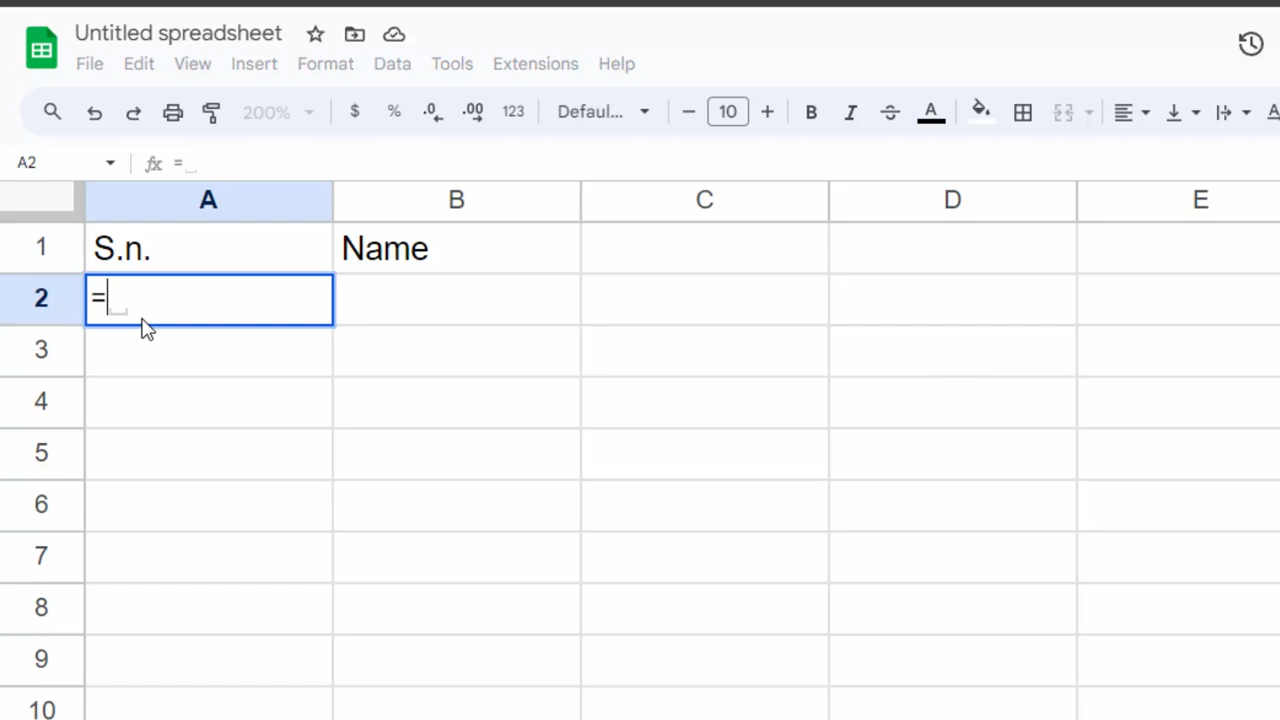 Untitled spreadsheet
File Edit View Insert Format Data Tools Extensions Help
200% $ % .0 .00 123 Defaul... − 10 + B I A A
A2 fx =
A B C D E
1 S.n. Name
2 =
3
4
5
6
7
8
9
10